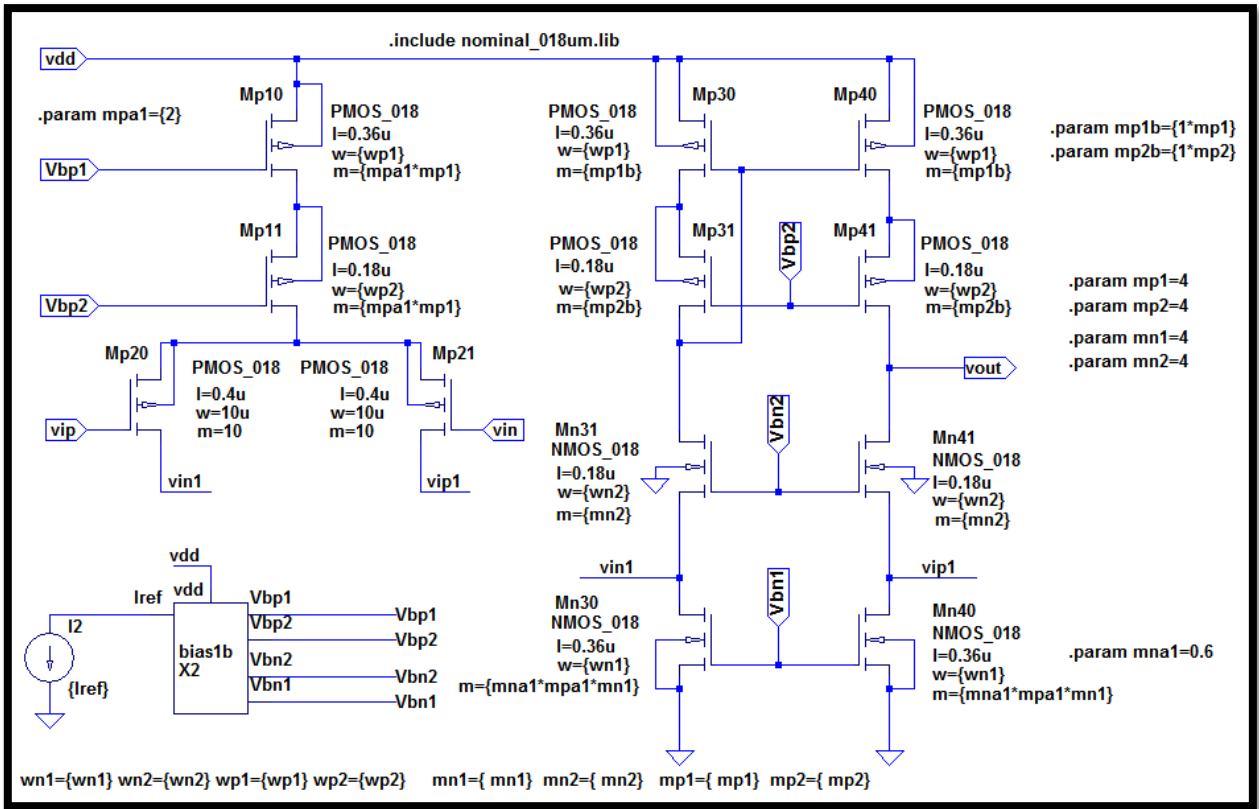 .include nominal_018um.lib
vdd
.param mpa1={2}
Mp10
PMOS_018
l=0.36u
w={wp1}
m={mpa1*mp1}
Vbp1
Mp11
PMOS_018
l=0.18u
w={wp2}
m={mpa1*mp1}
Vbp2
Mp20
PMOS_018
l=0.4u
w=10u
m=10
vip
vin1
Mp21
PMOS_018
l=0.4u
w=10u
m=10
vin
vip1
Mp30
PMOS_018
l=0.36u
w={wp1}
m={mp1b}
Mp40
PMOS_018
l=0.36u
w={wp1}
m={mp1b}
.param mp1b={1*mp1}
.param mp2b={1*mp2}
Mp31
PMOS_018
l=0.18u
w={wp2}
m={mp2b}
Vbp2
Mp41
PMOS_018
l=0.18u
w={wp2}
m={mp2b}
.param mp1=4
.param mp2=4
.param mn1=4
.param mn2=4
vout
Mn31
NMOS_018
l=0.18u
w={wn2}
m={mn2}
Vbn2
Mn41
NMOS_018
l=0.18u
w={wn2}
m={mn2}
vin1
vip1
Mn30
NMOS_018
l=0.36u
w={wn1}
m={mna1*mpa1*mn1}
Vbn1
Mn40
NMOS_018
l=0.36u
w={wn1}
m={mna1*mpa1*mn1}
.param mna1=0.6
vdd
Iref
vdd
I2
{Iref}
bias1b
X2
Vbp1
Vbp2
Vbn2
Vbn1
Vbp1
Vbp2
Vbn2
Vbn1
wn1={wn1} wn2={wn2} wp1={wp1} wp2={wp2} mn1={ mn1} mn2={ mn2} mp1={ mp1} mp2={ mp2}